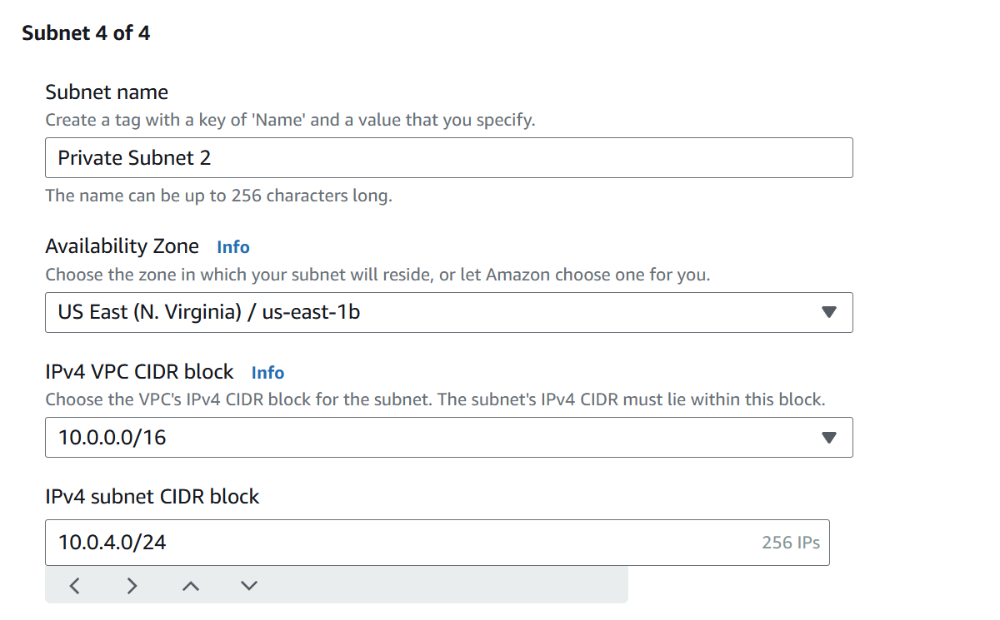 Subnet 4 of 4
Subnet name
Create a tag with a key of 'Name' and a value that you specify.
Private Subnet 2
The name can be up to 256 characters long.
Availability Zone Info
Choose the zone in which your subnet will reside, or let Amazon choose one for you.
US East (N. Virginia) / us-east-1b
IPv4 VPC CIDR block Info
Choose the VPC's IPv4 CIDR block for the subnet. The subnet's IPv4 CIDR must lie within this block.
10.0.0.0/16
IPv4 subnet CIDR block
10.0.4.0/24 256 IPs